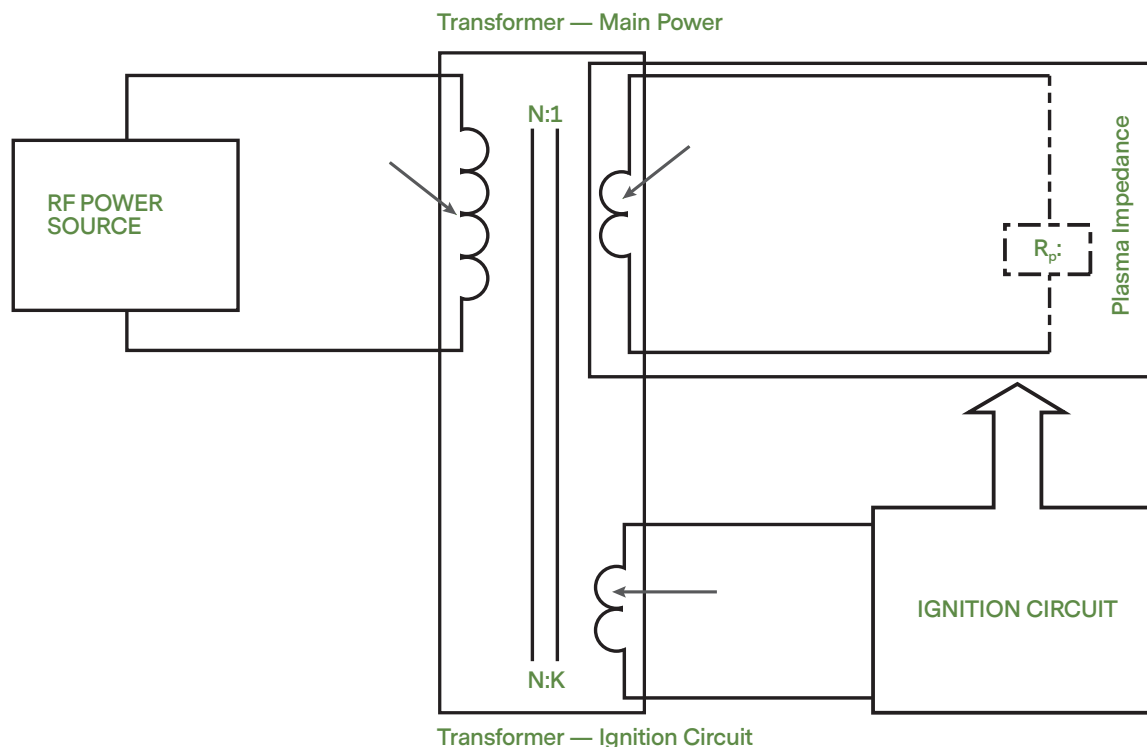 Transformer — Main Power
N:1
RF POWER
SOURCE
Rₚ:
Plasma Impedance
IGNITION CIRCUIT
N:K
Transformer — Ignition Circuit